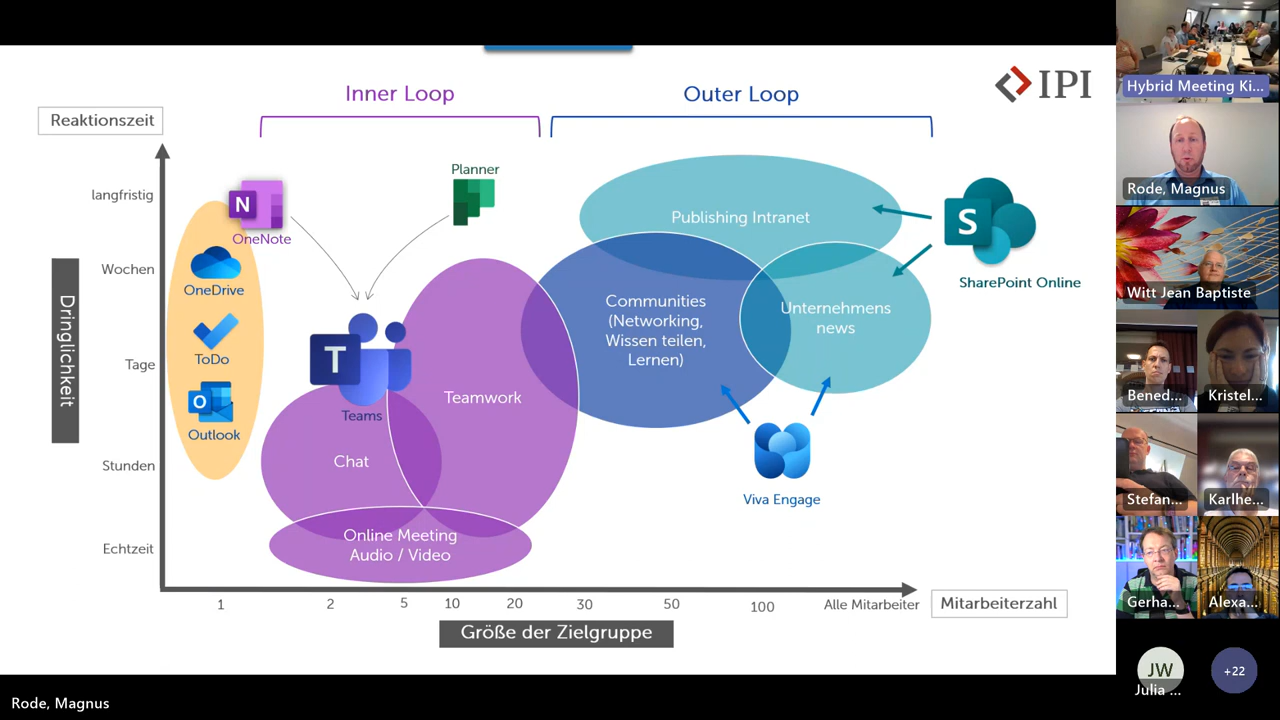 Inner Loop
Outer Loop
IPI
Reaktionszeit
langfristig
Wochen
Tage
Stunden
Echtzeit
Dringlichkeit
N
OneNote
OneDrive
ToDo
O
Outlook
Planner
T
Teams
Chat
Teamwork
Online Meeting
Audio / Video
Publishing Intranet
Communities
(Networking,
Wissen teilen,
Lernen)
Unternehmens
news
S
SharePoint Online
Viva Engage
1
2
5
10
20
30
50
100
Alle Mitarbeiter
Mitarbeiterzahl
Größe der Zielgruppe
Rode, Magnus
Hybrid Meeting Ki...
Rode, Magnus
Witt Jean Baptiste
Bened...
Kristel...
Stefan...
Karlhe...
Gerha...
Alexa...
JW
Julia ...
+22